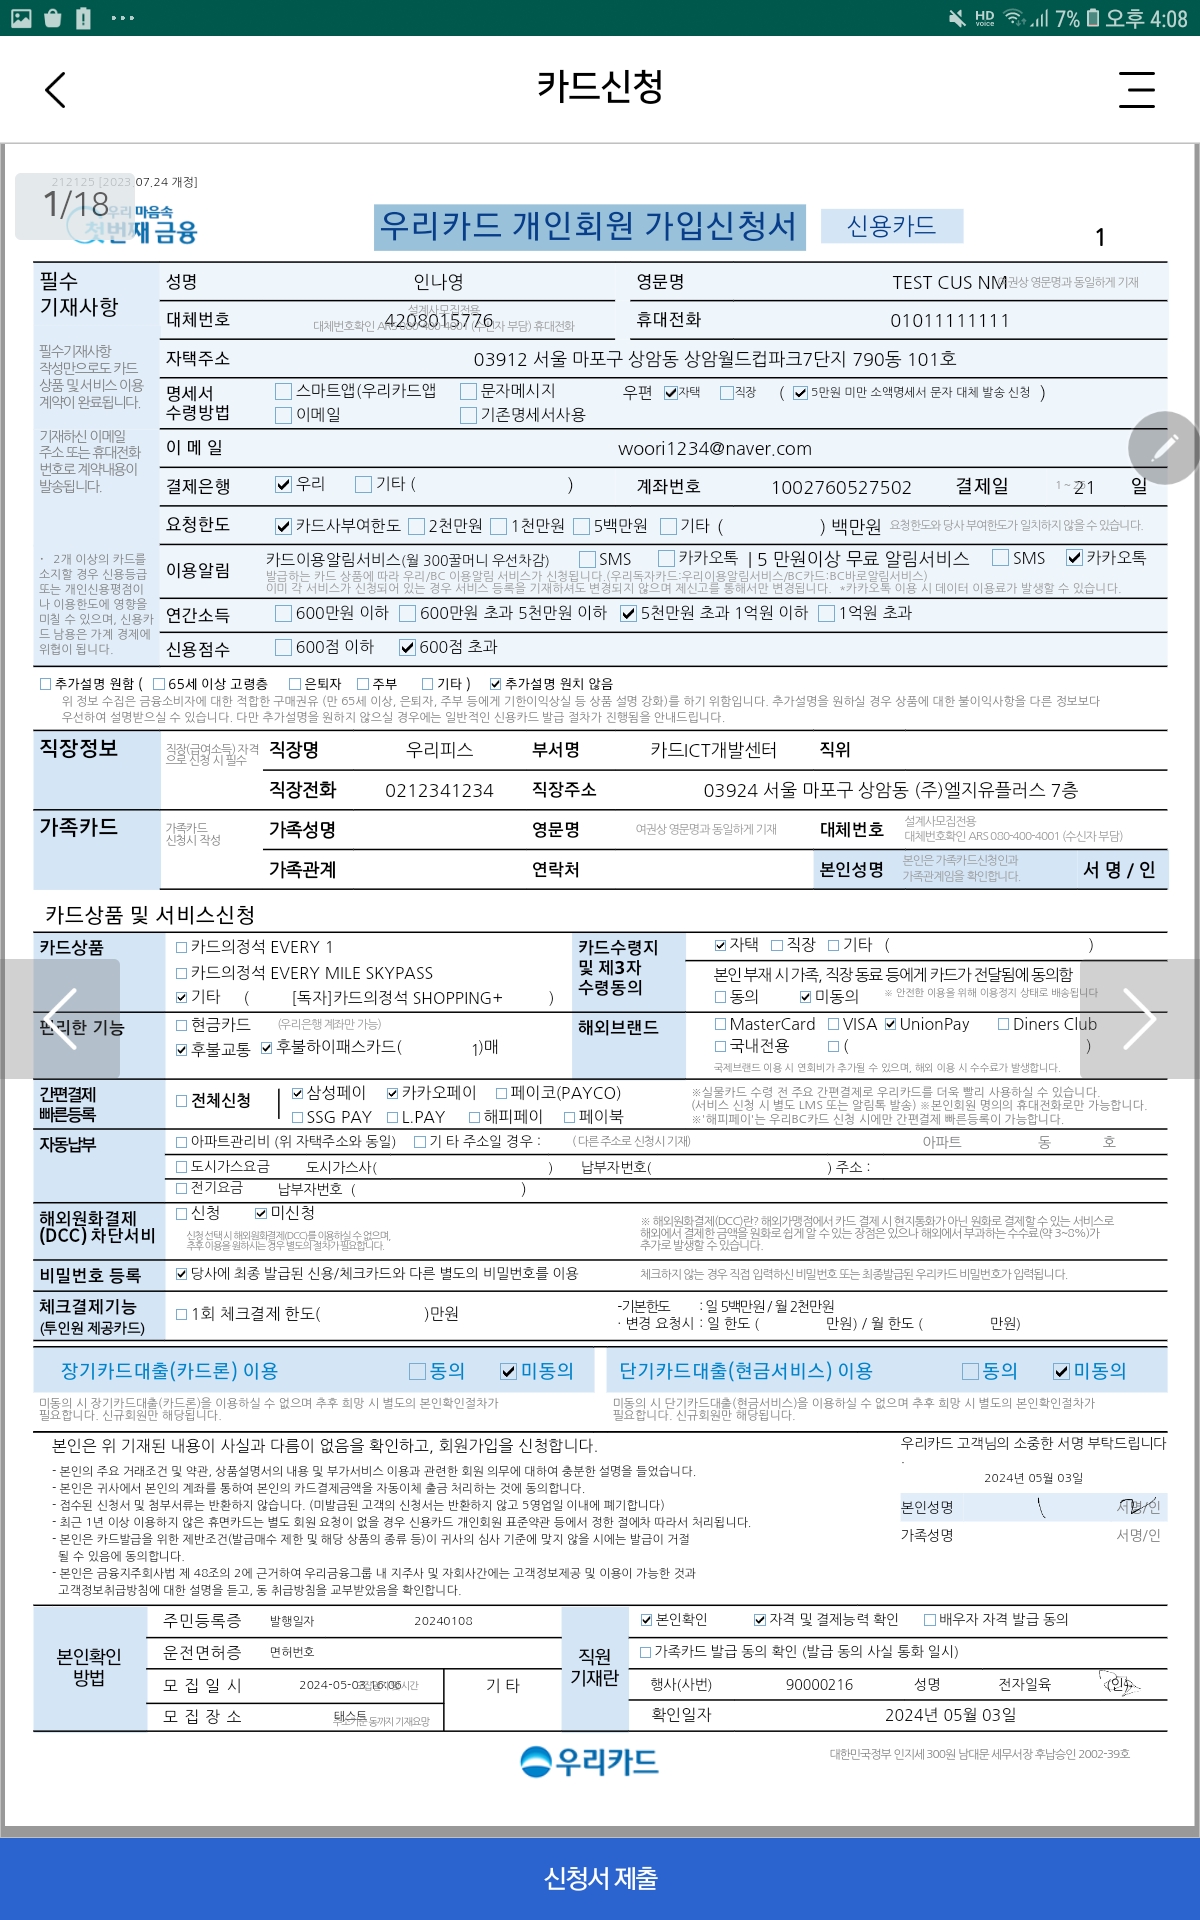 HD voice 7% 오후 4:08
카드신청
212125 [2023.07.24 개정]
1/18
우리 마음속
첫번째 금융
우리카드 개인회원 가입신청서
신용카드
1
필수
기재사항
필수기재사항
작성만으로도 카드
상품 및 서비스 이용
계약이 완료됩니다.
기재하신 이메일
주소 또는 휴대전화
번호로 계약내용이
발송됩니다.
· 2개 이상의 카드를
소지할 경우 신용등급
또는 개인신용평점이
나 이용한도에 영향을
미칠 수 있으며, 신용카
드 남용은 가계 경제에
위협이 됩니다.
성명 인나영 영문명 TEST CUS NM 여권상 영문명과 동일하게 기재
대체번호 4208015776 설계사모집전용
대체번호확인 ARS 080-400-4001 (수신자 부담) 휴대전화
휴대전화 01011111111
자택주소 03912 서울 마포구 상암동 상암월드컵파크7단지 790동 101호
명세서
수령방법
스마트앱(우리카드앱 문자메시지 우편 자택 직장 ( 5만원 미만 소액명세서 문자 대체 발송 신청 )
이메일 기존명세서사용
이 메 일 woori1234@naver.com
결제은행 우리 기타 ( ) 계좌번호 1002760527502 결제일 21 일
요청한도 카드사부여한도 2천만원 1천만원 5백만원 기타 ( ) 백만원 요청한도와 당사 부여한도가 일치하지 않을 수 있습니다.
이용알림 카드이용알림서비스(월 300꿀머니 우선차감) SMS 카카오톡 | 5 만원이상 무료 알림서비스 SMS 카카오톡
발급하는 카드 상품에 따라 우리/BC 이용알림 서비스가 신청됩니다.(우리독자카드:우리이용알림서비스/BC카드:BC바로알림서비스)
이미 각 서비스가 신청되어 있는 경우 서비스 등록을 기재하셔도 변경되지 않으며 재신고를 통해서만 변경됩니다. *카카오톡 이용 시 데이터 이용료가 발생할 수 있습니다.
연간소득 600만원 이하 600만원 초과 5천만원 이하 5천만원 초과 1억원 이하 1억원 초과
신용점수 600점 이하 600점 초과
추가설명 원함 ( 65세 이상 고령층 은퇴자 주부 기타 ) 추가설명 원치 않음
위 정보 수집은 금융소비자에 대한 적합한 구매권유 (만 65세 이상, 은퇴자, 주부 등에게 기한이익상실 등 상품 설명 강화)를 하기 위함입니다. 추가설명을 원하실 경우 상품에 대한 불이익사항을 다른 정보보다
우선하여 설명받으실 수 있습니다. 다만 추가설명을 원하지 않으실 경우에는 일반적인 신용카드 발급 절차가 진행됨을 안내드립니다.
직장정보 직장(급여소득) 자격
으로 신청 시 필수
직장명 우리피스 부서명 카드ICT개발센터 직위
직장전화 0212341234 직장주소 03924 서울 마포구 상암동 (주)엘지유플러스 7층
가족카드 가족카드
신청시 작성
가족성명 영문명 여권상 영문명과 동일하게 기재 대체번호 설계사모집전용
대체번호확인 ARS 080-400-4001 (수신자 부담)
가족관계 연락처 본인성명 본인은 가족카드신청인과
가족관계임을 확인합니다. 서 명 / 인
카드상품 및 서비스신청
카드상품 카드의정석 EVERY 1
카드의정석 EVERY MILE SKYPASS
기타 ( [독자]카드의정석 SHOPPING+ )
카드수령지
및 제3자
수령동의
자택 직장 기타 ( )
본인 부재 시 가족, 직장 동료 등에게 카드가 전달됨에 동의함
동의 미동의 ※ 안전한 이용을 위해 이용정지 상태로 배송됩니다
편리한 기능 현금카드 (우리은행 계좌만 가능)
후불교통 후불하이패스카드( 1)매
해외브랜드 MasterCard VISA UnionPay Diners Club
국내전용 ( )
국제브랜드 이용 시 연회비가 추가될 수 있으며, 해외 이용 시 수수료가 발생합니다.
간편결제
빠른등록
전체신청 삼성페이 카카오페이 페이코(PAYCO)
SSG PAY L.PAY 해피페이 페이북
※실물카드 수령 전 주요 간편결제로 우리카드를 더욱 빨리 사용하실 수 있습니다.
(서비스 신청 시 별도 LMS 또는 알림톡 발송) ※본인회원 명의의 휴대전화로만 가능합니다.
※'해피페이'는 우리BC카드 신청 시에만 간편결제 빠른등록이 가능합니다.
자동납부 아파트관리비 (위 자택주소와 동일) 기 타 주소일 경우 : ( 다른 주소로 신청시 기재) 아파트 동 호
도시가스요금 도시가스사( ) 납부자번호( ) 주소 :
전기요금 납부자번호 ( )
해외원화결제
(DCC) 차단서비
신청 미신청
신청 선택 시 해외원화결제(DCC)를 이용하실 수 없으며,
추후 이용을 원하시는 경우 별도의 절차가 필요합니다.
※ 해외원화결제(DCC)란? 해외가맹점에서 카드 결제 시 현지통화가 아닌 원화로 결제할 수 있는 서비스로
해외에서 결제한 금액을 원화로 쉽게 알 수 있는 장점은 있으나 해외에서 부과하는 수수료(약 3~8%)가
추가로 발생할 수 있습니다.
비밀번호 등록 당사에 최종 발급된 신용/체크카드와 다른 별도의 비밀번호를 이용 체크하지 않는 경우 직접 입력하신 비밀번호 또는 최종발급된 우리카드 비밀번호가 입력됩니다.
체크결제기능
(투인원 제공카드)
1회 체크결제 한도( )만원
-기본한도 : 일 5백만원 / 월 2천만원
· 변경 요청시 : 일 한도 ( 만원) / 월 한도 ( 만원)
장기카드대출(카드론) 이용 동의 미동의 단기카드대출(현금서비스) 이용 동의 미동의
미동의 시 장기카드대출(카드론)을 이용하실 수 없으며 추후 희망 시 별도의 본인확인절차가
필요합니다. 신규회원만 해당됩니다.
미동의 시 단기카드대출(현금서비스)을 이용하실 수 없으며 추후 희망 시 별도의 본인확인절차가
필요합니다. 신규회원만 해당됩니다.
본인은 위 기재된 내용이 사실과 다름이 없음을 확인하고, 회원가입을 신청합니다.
- 본인의 주요 거래조건 및 약관, 상품설명서의 내용 및 부가서비스 이용과 관련한 회원 의무에 대하여 충분한 설명을 들었습니다.
- 본인은 귀사에서 본인의 계좌를 통하여 본인의 카드결제금액을 자동이체 출금 처리하는 것에 동의합니다.
- 접수된 신청서 및 첨부서류는 반환하지 않습니다. (미발급된 고객의 신청서는 반환하지 않고 5영업일 이내에 폐기합니다)
- 최근 1년 이상 이용하지 않은 휴면카드는 별도 회원 요청이 없을 경우 신용카드 개인회원 표준약관 등에서 정한 절에차 따라서 처리됩니다.
- 본인은 카드발급을 위한 제반조건(발급매수 제한 및 해당 상품의 종류 등)이 귀사의 심사 기준에 맞지 않을 시에는 발급이 거절
될 수 있음에 동의합니다.
- 본인은 금융지주회사법 제 48조의 2에 근거하여 우리금융그룹 내 지주사 및 자회사간에는 고객정보제공 및 이용이 가능한 것과
고객정보취급방침에 대한 설명을 듣고, 동 취급방침을 교부받았음을 확인합니다.
우리카드 고객님의 소중한 서명 부탁드립니다
.
2024년 05월 03일
본인성명 서명/인
가족성명 서명/인
본인확인
방법
주민등록증 발행일자 20240108
운전면허증 면허번호
모 집 일 시 2024-05-03 16:06
모 집 장 소 태스트
기 타
직원
기재란
본인확인 자격 및 결제능력 확인 배우자 자격 발급 동의
가족카드 발급 동의 확인 (발급 동의 사실 통화 일시)
행사(사번) 90000216 성명 전자일육 (인)
확인일자 2024년 05월 03일
우리카드
대한민국정부 인지세 300원 남대문 세무서장 후납승인 2002-39호
신청서 제출